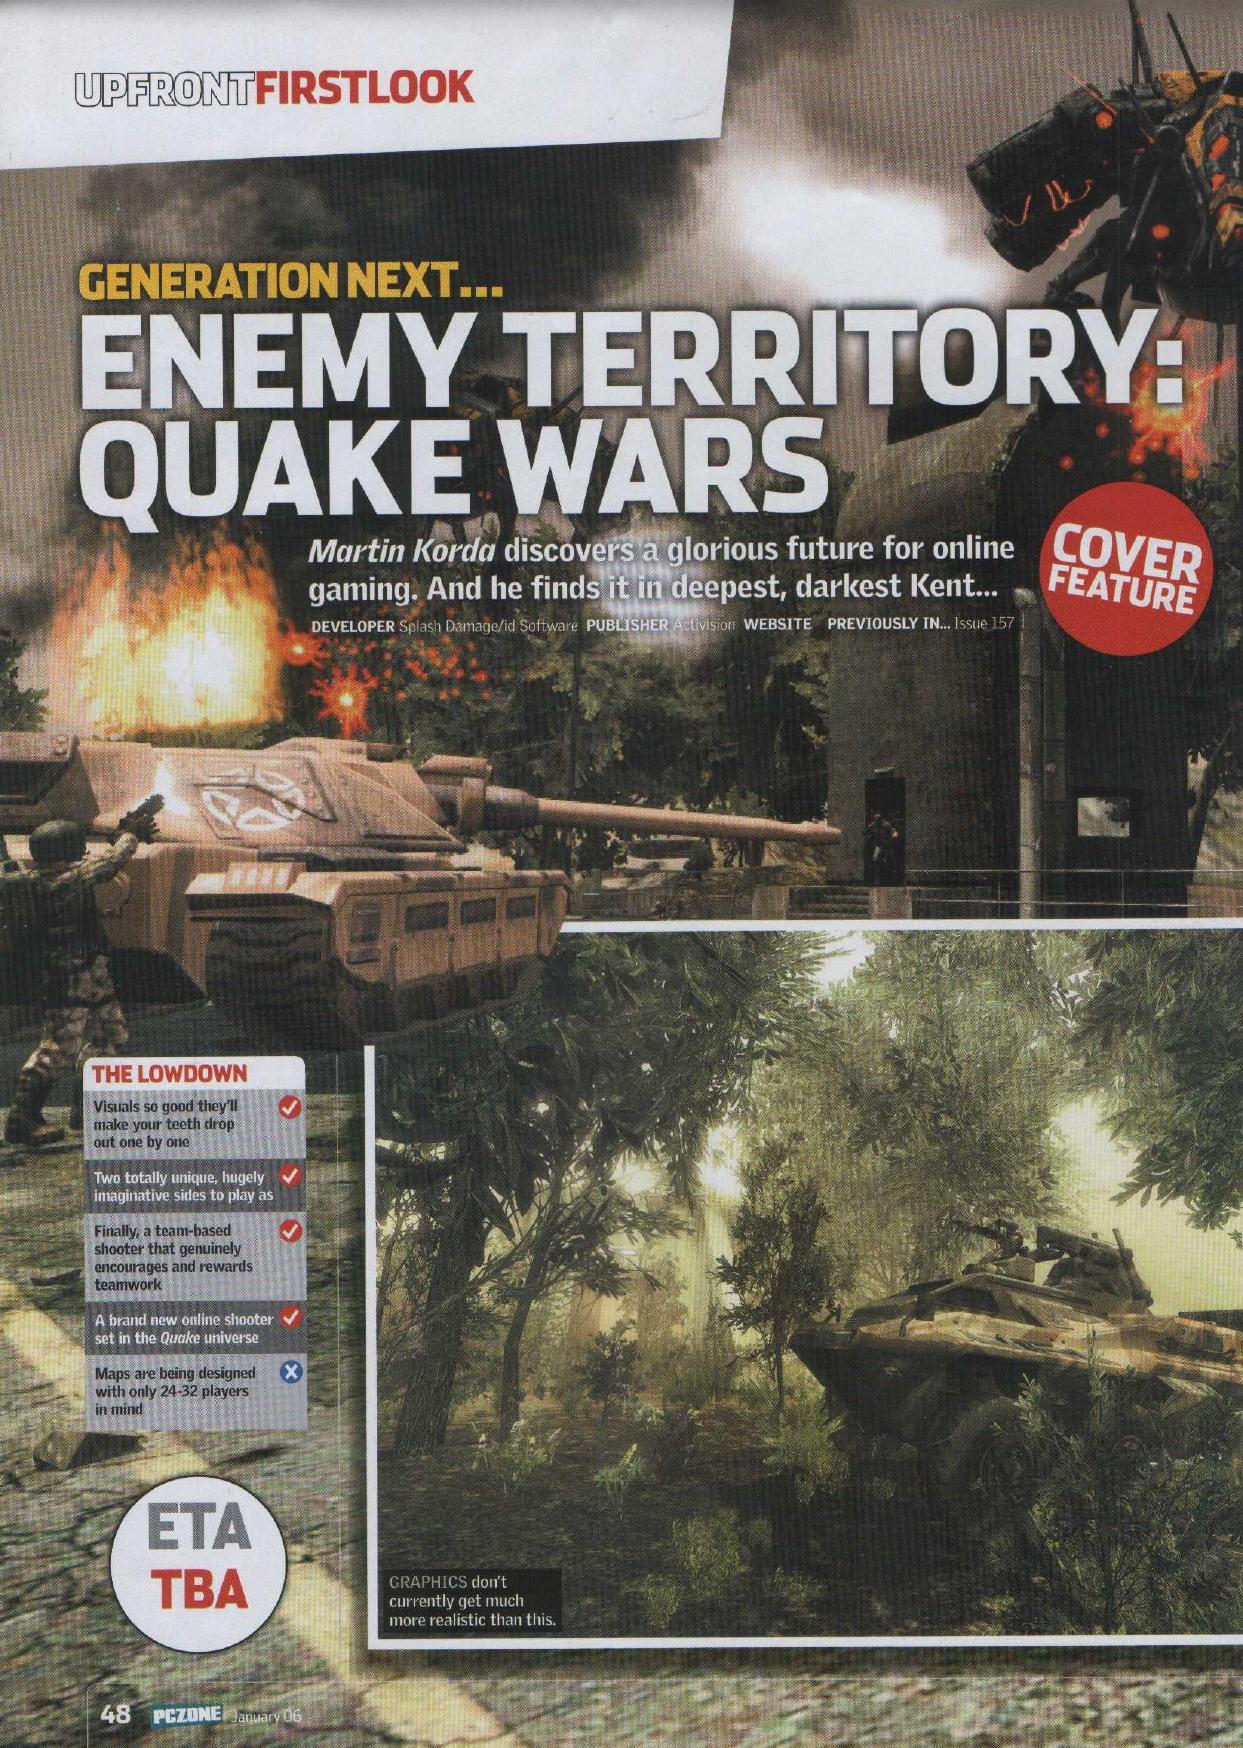 UPFRONTFIRSTLOOK
GENERATION NEXT...
ENEMY TERRITORY:
QUAKE WARS
Martin Korda discovers a glorious future for online
gaming. And he finds it in deepest, darkest Kent...
DEVELOPER Splash Damage/id Software PUBLISHER Activision WEBSITE PREVIOUSLY IN... Issue 157
COVER
FEATURE
THE LOWDOWN
Visuals so good they'll
make your teeth drop
out one by one
Two totally unique, hugely
imaginative sides to play as
Finally, a team-based
shooter that genuinely
encourages and rewards
teamwork
A brand new online shooter
set in the Quake universe
Maps are being designed
with only 24-32 players
in mind
ETA
TBA
GRAPHICS don't
currently get much
more realistic than this.
48 PCZONE January 06